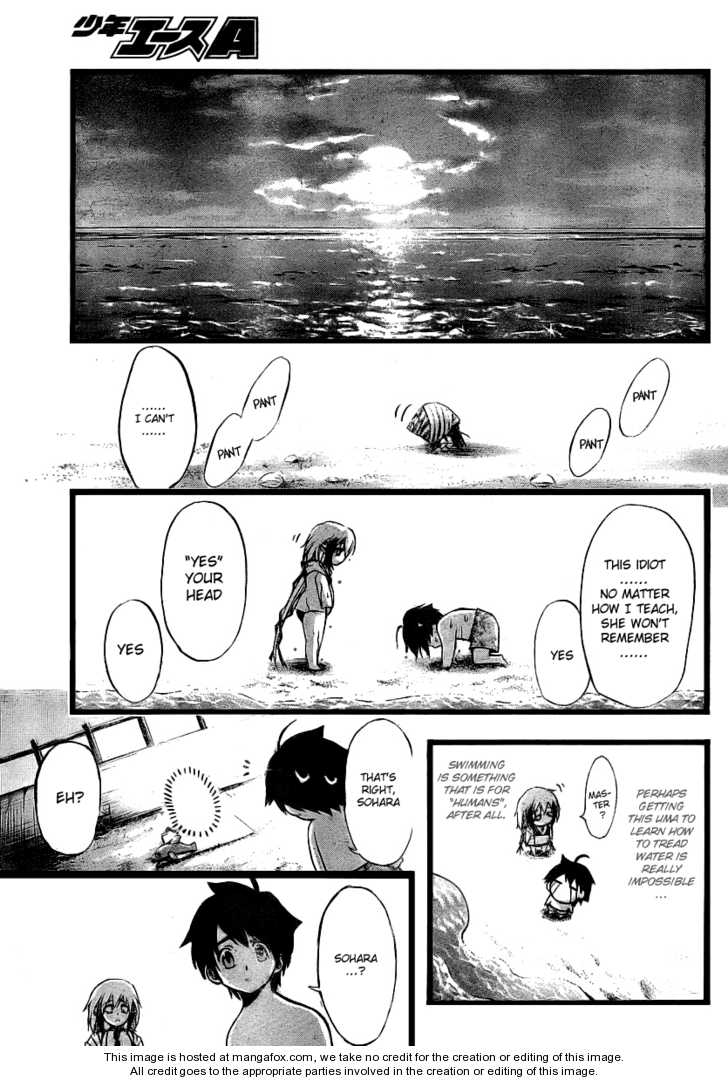 少年エースA
PANT
PANT
......
I CAN'T
......
PANT
PANT
THIS IDIOT
......
NO MATTER
HOW I TEACH,
SHE WON'T
REMEMBER
......
YES
"YES"
YOUR
HEAD
YES
PERHAPS
GETTING
THIS UMA TO
LEARN HOW
TO TREAD
WATER IS
REALLY
IMPOSSIBLE
...
MAS-
TER
?
SWIMMING
IS SOMETHING
THAT IS FOR
"HUMANS",
AFTER ALL.
THAT'S
RIGHT,
SOHARA
EH?
SOHARA
...?
This image is hosted at mangafox.com, we take no credit for the creation or editing of this image.
All credit goes to the appropriate parties involved in the creation or editing of this image.